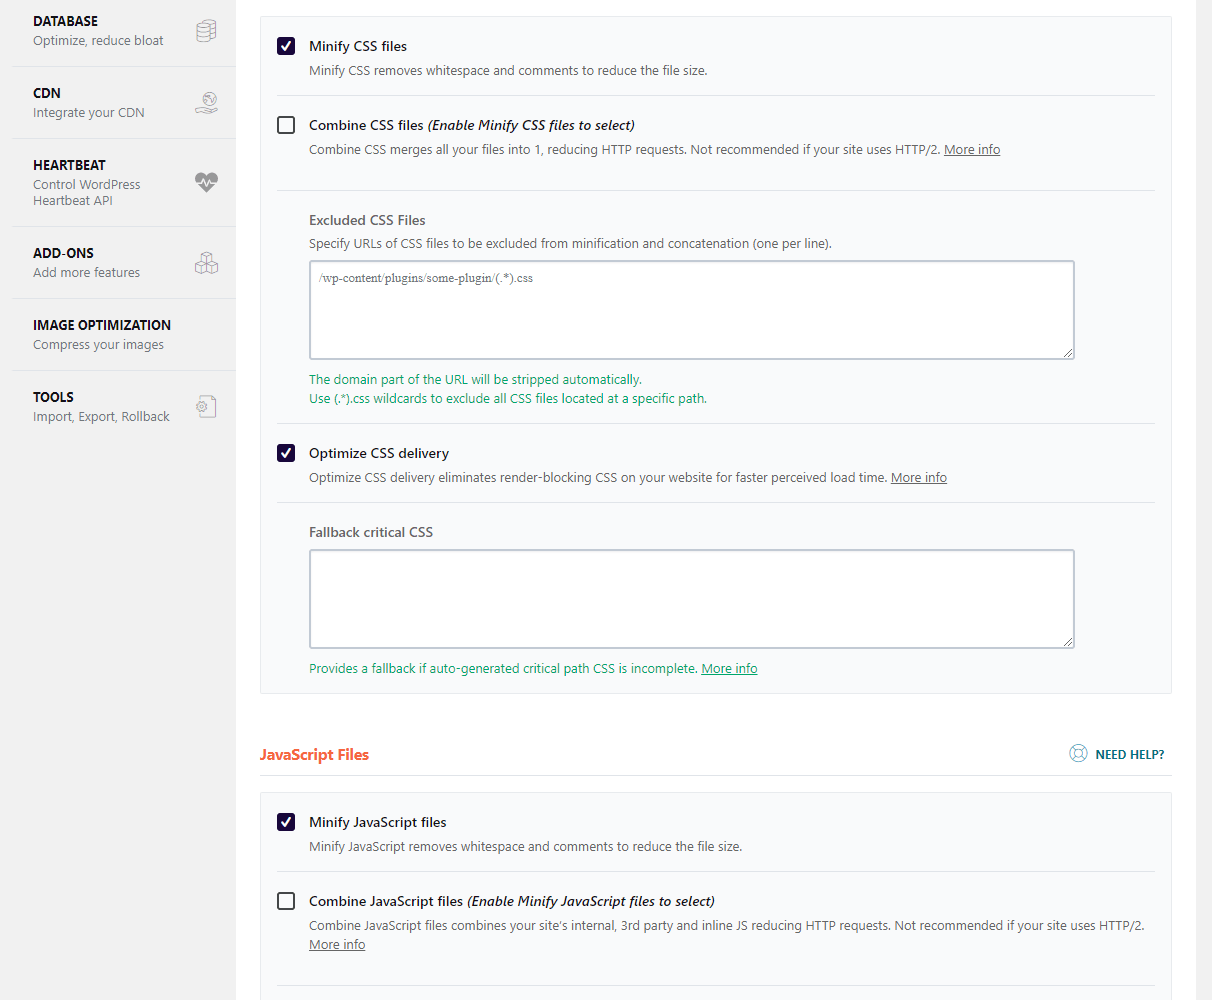 DATABASE
Optimize, reduce bloat
CDN
Integrate your CDN
HEARTBEAT
Control WordPress
Heartbeat API
ADD-ONS
Add more features
IMAGE OPTIMIZATION
Compress your images
TOOLS
Import, Export, Rollback
Minify CSS files
Minify CSS removes whitespace and comments to reduce the file size.
Combine CSS files (Enable Minify CSS files to select)
Combine CSS merges all your files into 1, reducing HTTP requests. Not recommended if your site uses HTTP/2. More info
Excluded CSS Files
Specify URLs of CSS files to be excluded from minification and concatenation (one per line).
/wp-content/plugins/some-plugin/(.*).css
The domain part of the URL will be stripped automatically.
Use (.*).css wildcards to exclude all CSS files located at a specific path.
Optimize CSS delivery
Optimize CSS delivery eliminates render-blocking CSS on your website for faster perceived load time. More info
Fallback critical CSS
Provides a fallback if auto-generated critical path CSS is incomplete. More info
JavaScript Files
NEED HELP?
Minify JavaScript files
Minify JavaScript removes whitespace and comments to reduce the file size.
Combine JavaScript files (Enable Minify JavaScript files to select)
Combine JavaScript files combines your site's internal, 3rd party and inline JS reducing HTTP requests. Not recommended if your site uses HTTP/2.
More info